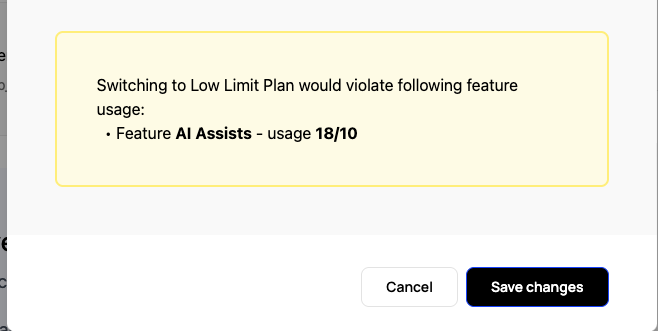 Switching to Low Limit Plan would violate following feature
usage:
• Feature AI Assists - usage 18/10
Cancel
Save changes